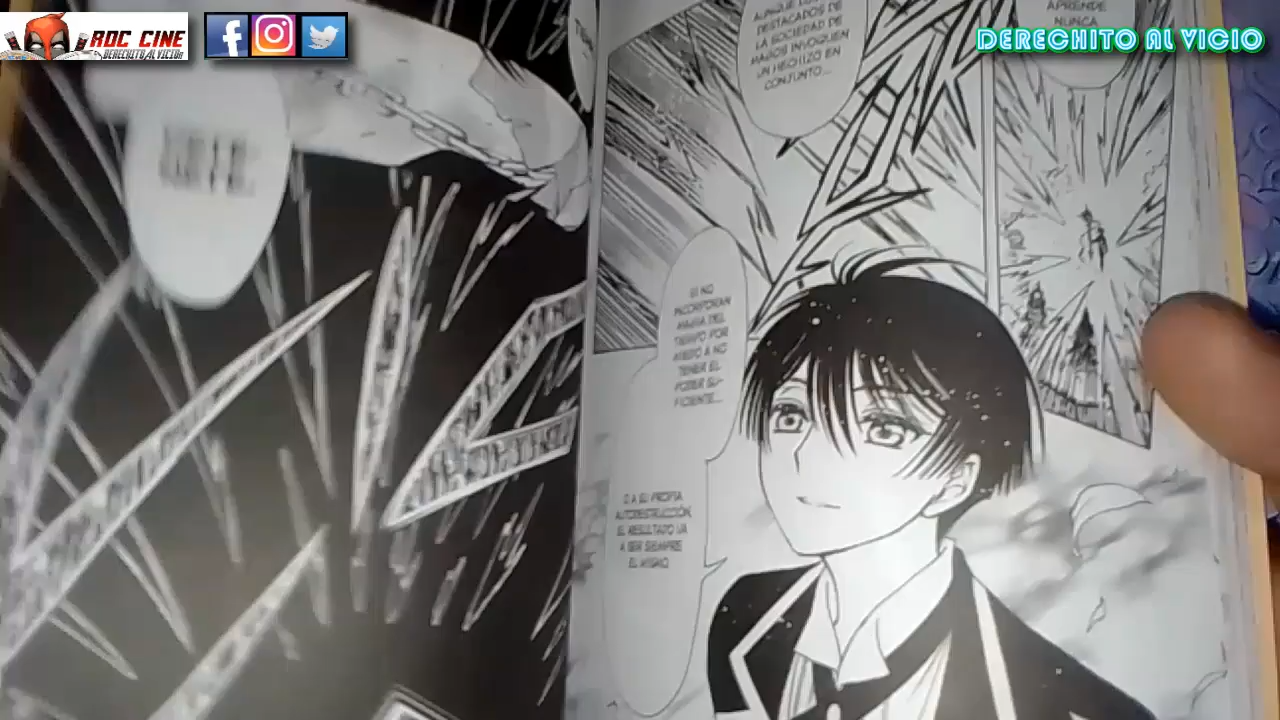 ROC CINE
DERECHITO AL VICIO
DERECHITO AL VICIO
DESTACADOS DE
LA SOCIEDAD DE
MAGOS INVOQUEN
UN HECHIZO EN
CONJUNTO...
APRENDE
NUNCA
SI NO
INCORPORAN
MAGIA DEL
TIEMPO POR
MIEDO A NO
TENER EL
PODER SU-
FICIENTE...
O A SU PROPIA
AUTODESTRUCCIÓN,
EL RESULTADO VA
A SER SIEMPRE
EL MISMO.